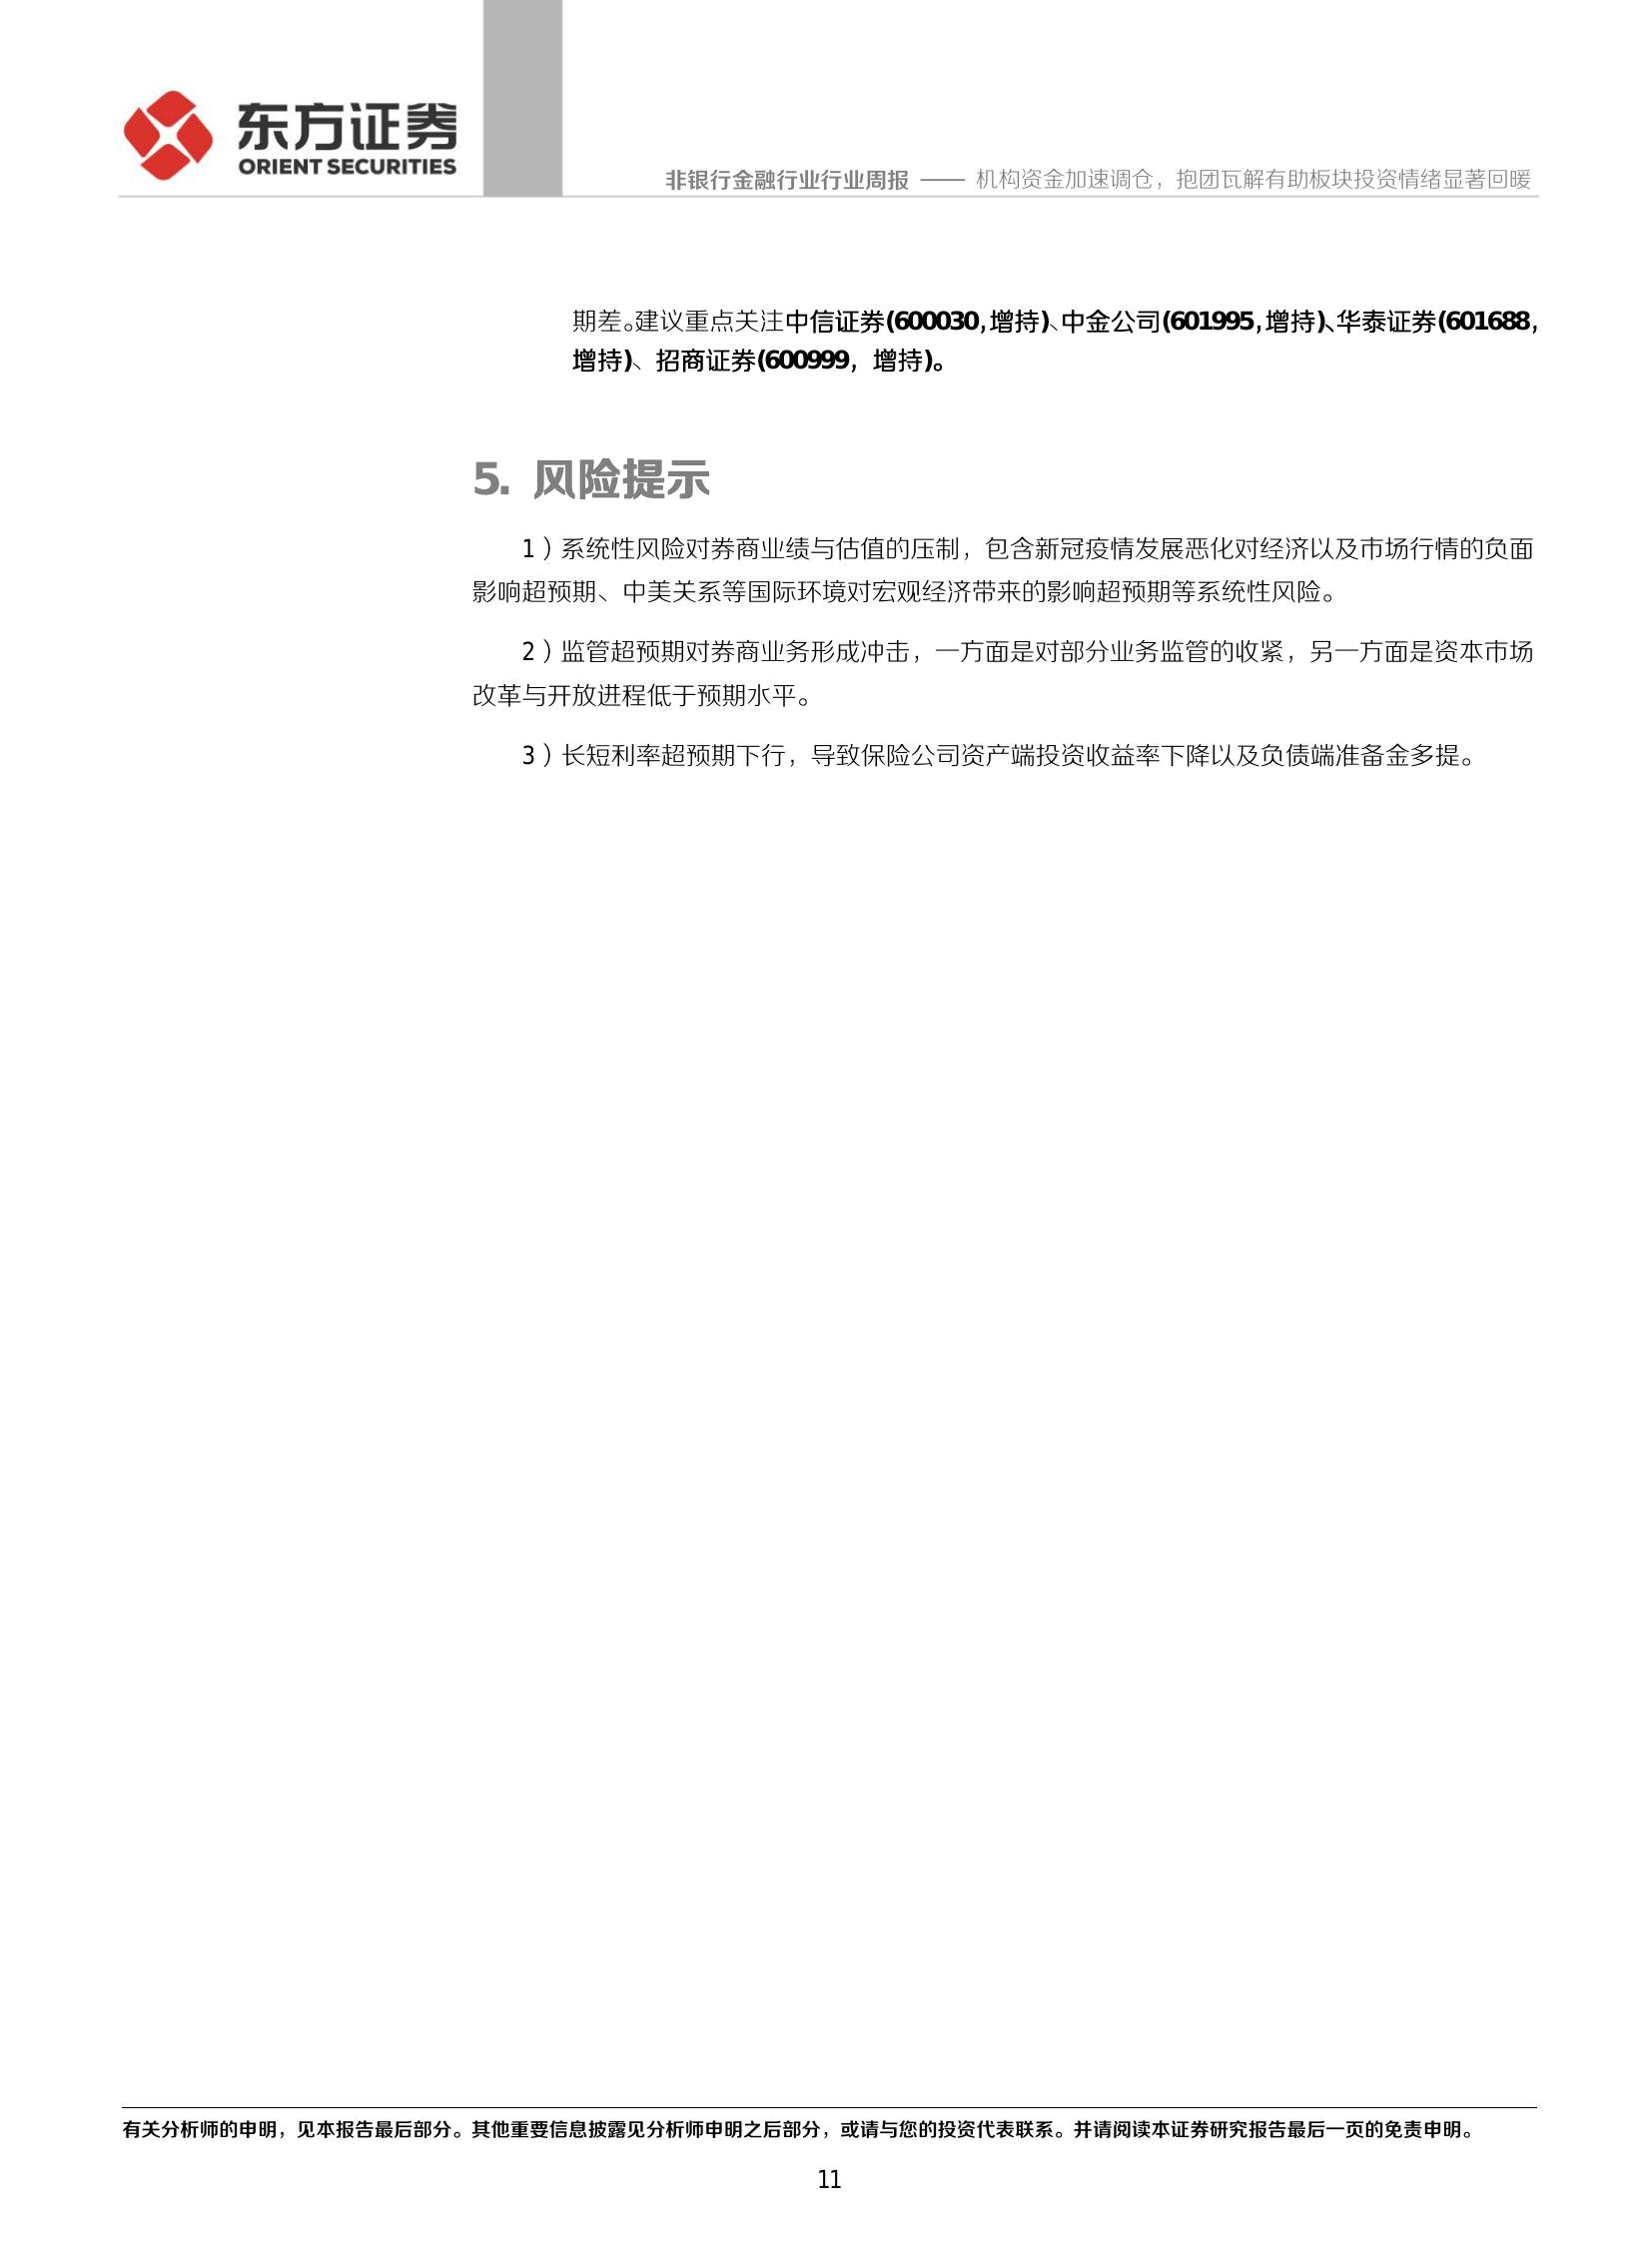 东方证券
ORIENT SECURITIES
非银行金融行业行业周报 —— 机构资金加速调仓，抱团瓦解有助板块投资情绪显著回暖
期差。建议重点关注中信证券(600030，增持)、中金公司(601995，增持)、华泰证券(601688，
增持)、招商证券(600999，增持)。
5. 风险提示
1）系统性风险对券商业绩与估值的压制，包含新冠疫情发展恶化对经济以及市场行情的负面
影响超预期、中美关系等国际环境对宏观经济带来的影响超预期等系统性风险。
2）监管超预期对券商业务形成冲击，一方面是对部分业务监管的收紧，另一方面是资本市场
改革与开放进程低于预期水平。
3）长短利率超预期下行，导致保险公司资产端投资收益率下降以及负债端准备金多提。
有关分析师的申明，见本报告最后部分。其他重要信息披露见分析师申明之后部分，或请与您的投资代表联系。并请阅读本证券研究报告最后一页的免责申明。
11